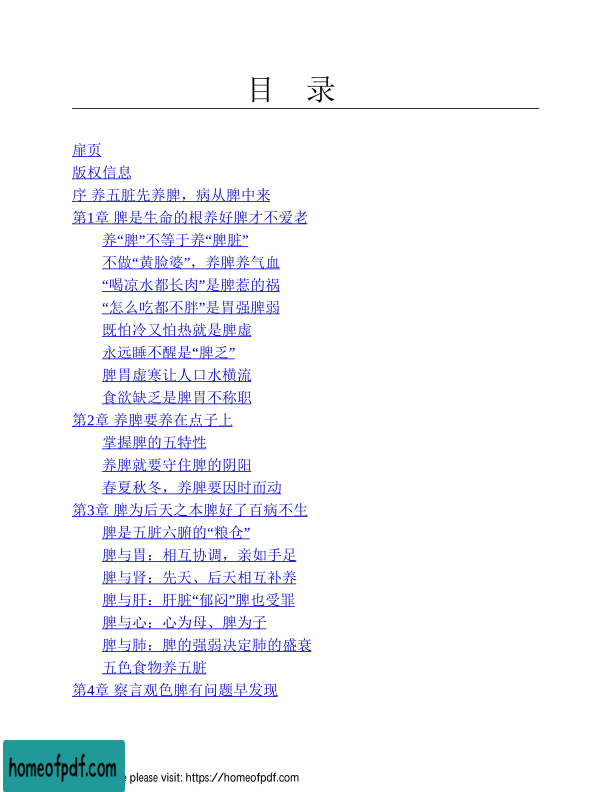 目 录
扉页
版权信息
序 养五脏先养脾，病从脾中来
第1章 脾是生命的根养好脾才不爱老
养“脾”不等于养“脾脏”
不做“黄脸婆”，养脾养气血
“喝凉水都长肉”是脾惹的祸
“怎么吃都不胖”是胃强脾弱
既怕冷又怕热就是脾虚
永远睡不醒是“脾乏”
脾胃虚寒让人口水横流
食欲缺乏是脾胃不称职
第2章 养脾要养在点子上
掌握脾的五特性
养脾就要守住脾的阴阳
春夏秋冬，养脾要因时而动
第3章 脾为后天之本脾好了百病不生
脾是五脏六腑的“粮仓”
脾与胃：相互协调，亲如手足
脾与肾：先天、后天相互补养
脾与肝：肝脏“郁闷”脾也受罪
脾与心：心为母、脾为子
脾与肺：脾的强弱决定肺的盛衰
五色食物养五脏
第4章 察言观色脾有问题早发现
homeofpdf.com
please visit: https://homeofpdf.com